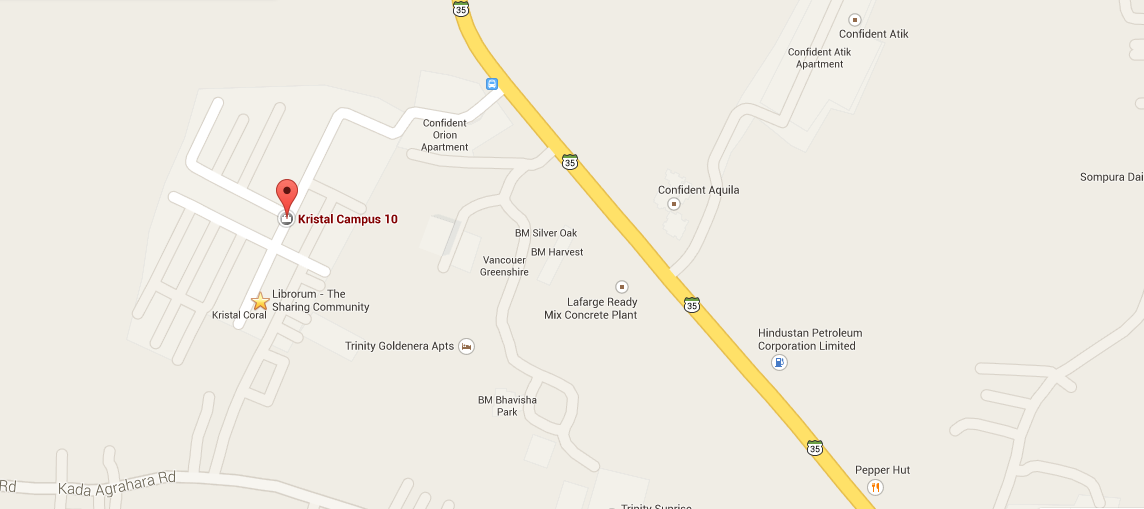 35
Confident Atik
Confident Atik
Apartment
Confident
Orion
Apartment
35
Sompura Dai
Confident Aquila
Kristal Campus 10
BM Silver Oak
BM Harvest
Vancouer
Greenshire
Librorum - The
Sharing Community
Kristal Coral
Lafarge Ready
Mix Concrete Plant
35
Hindustan Petroleum
Corporation Limited
Trinity Goldenera Apts
BM Bhavisha
Park
35
Pepper Hut
Rd
Kada Agrahara Rd
Trinity Sunrise